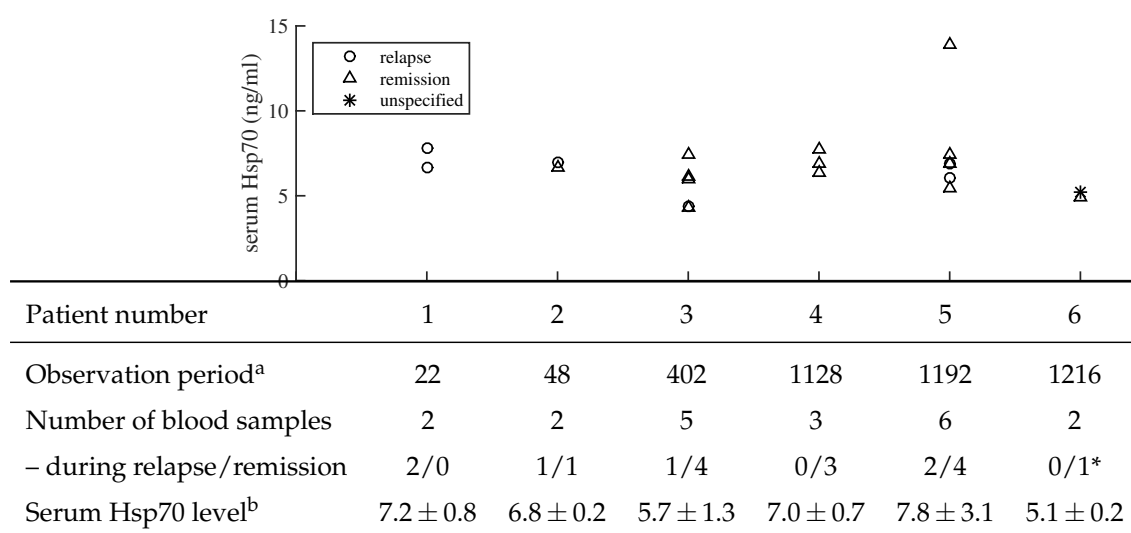 15
relapse
remission
unspecified
10
5
0
serum Hsp70 (ng/ml)
Patient number 1 2 3 4 5 6
Observation periodᵃ 22 48 402 1128 1192 1216
Number of blood samples 2 2 5 3 6 2
– during relapse/remission 2/0 1/1 1/4 0/3 2/4 0/1*
Serum Hsp70 levelᵇ 7.2 ± 0.8 6.8 ± 0.2 5.7 ± 1.3 7.0 ± 0.7 7.8 ± 3.1 5.1 ± 0.2